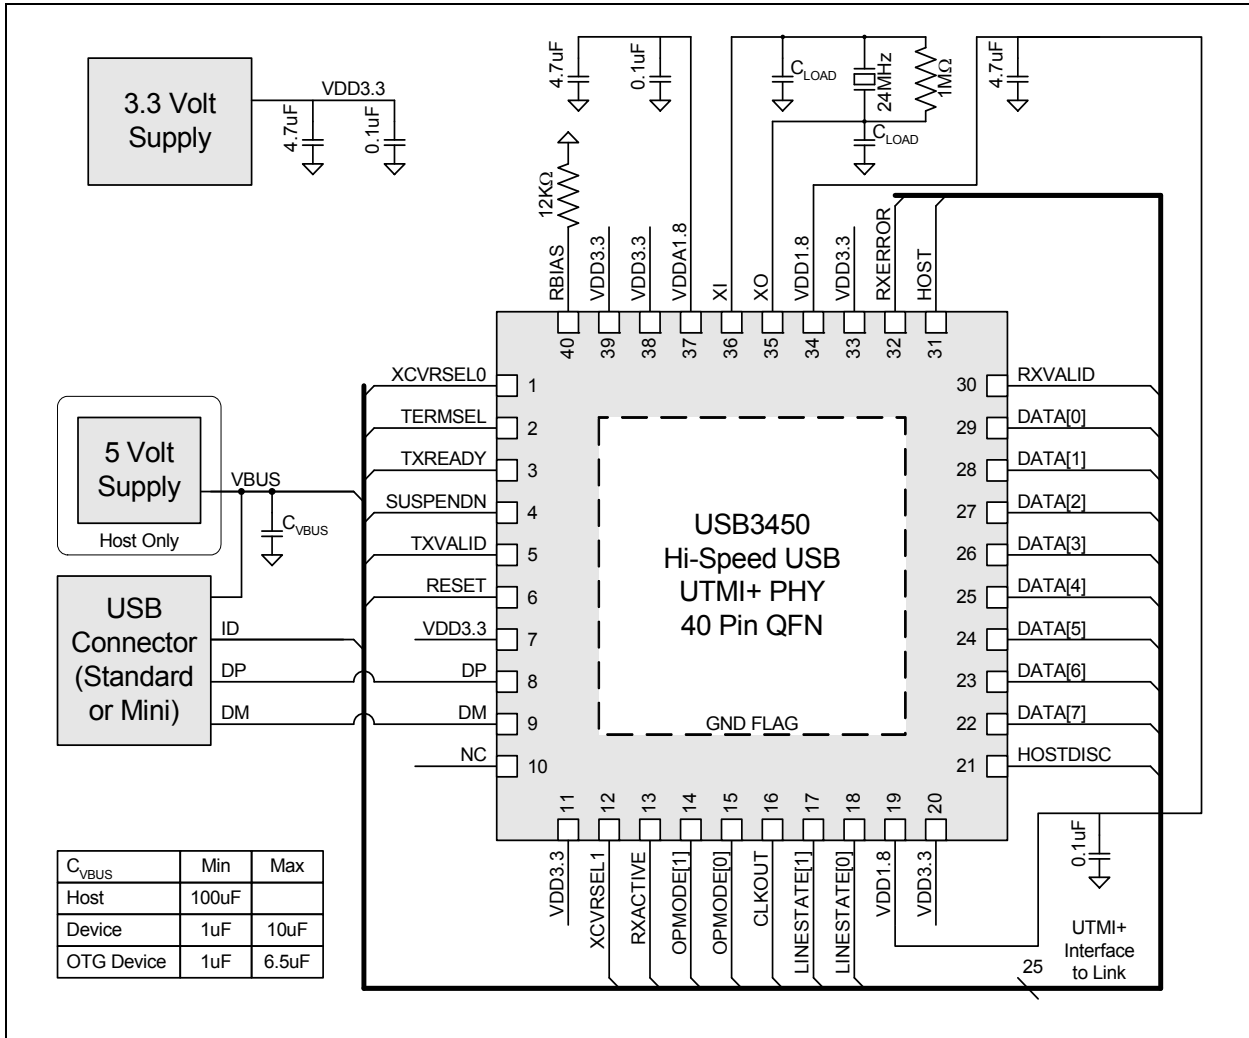 3.3 Volt
Supply
VDD3.3
4.7uF
0.1uF
4.7uF
0.1uF
12KΩ
C_LOAD
24MHz
1MΩ
C_LOAD
4.7uF
RBIAS
VDD3.3
VDD3.3
VDDA1.8
XI
XO
VDD1.8
VDD3.3
RXERROR
HOST
40
39
38
37
36
35
34
33
32
31
XCVRSEL0
1
TERMSEL
2
TXREADY
3
SUSPENDN
4
TXVALID
5
RESET
6
VDD3.3
7
DP
8
DM
9
NC
10
5 Volt
Supply
Host Only
VBUS
C_VBUS
USB
Connector
(Standard
or Mini)
ID
DP
DM
USB3450
Hi-Speed USB
UTMI+ PHY
40 Pin QFN
GND FLAG
30
RXVALID
29
DATA[0]
28
DATA[1]
27
DATA[2]
26
DATA[3]
25
DATA[4]
24
DATA[5]
23
DATA[6]
22
DATA[7]
21
HOSTDISC
11
12
13
14
15
16
17
18
19
20
VDD3.3
XCVRSEL1
RXACTIVE
OPMODE[1]
OPMODE[0]
CLKOUT
LINESTATE[1]
LINESTATE[0]
VDD1.8
VDD3.3
0.1uF
UTMI+
Interface
to Link
25
C_VBUS Min Max
Host 100uF
Device 1uF 10uF
OTG Device 1uF 6.5uF